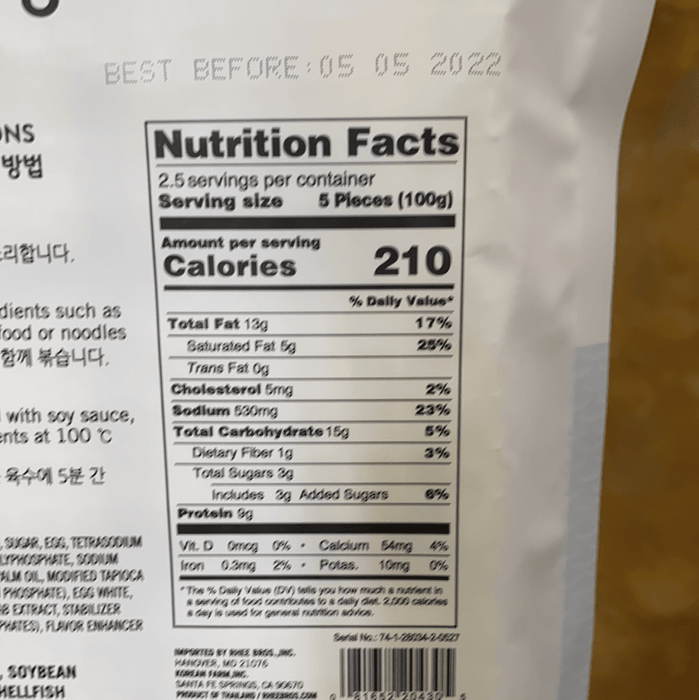 BEST BEFORE:05 05 2022
NS
방법
리합니다.
dients such as
food or noodles
함께 볶습니다.
with soy sauce,
ents at 100 ℃
육수에 5분 간
SUGAR, EGG, TETRASODIUM
LYPHOSPHATE, SODIUM
ALM OIL, MODIFIED TAPIOCA
PHOSPHATE), EGG WHITE,
EXTRACT, STABILIZER
PHATES), FLAVOR ENHANCER
, SOYBEAN
HELLFISH
Nutrition Facts
2.5 servings per container
Serving size 5 Pieces (100g)
Amount per serving
Calories 210
% Daily Value*
Total Fat 13g 17%
Saturated Fat 5g 25%
Trans Fat 0g
Cholesterol 5mg 2%
Sodium 530mg 23%
Total Carbohydrate 15g 5%
Dietary Fiber 1g 3%
Total Sugars 3g
Includes 3g Added Sugars 6%
Protein 9g
Vit. D 0mcg 0% • Calcium 54mg 4%
Iron 0.3mg 2% • Potas. 10mg 0%
*The % Daily Value (DV) tells you how much a nutrient in
a serving of food contributes to a daily diet. 2,000 calories
a day is used for general nutrition advice.
Serial No.: 74-1-28034-2-0527
IMPORTED BY RHEE BROS., INC.
HANOVER, MD 21076
KOREAN FARM, INC.
SANTA FE SPRINGS, CA 90670
PRODUCT OF THAILAND / RHEEBROS.COM
0 81652 20430 5